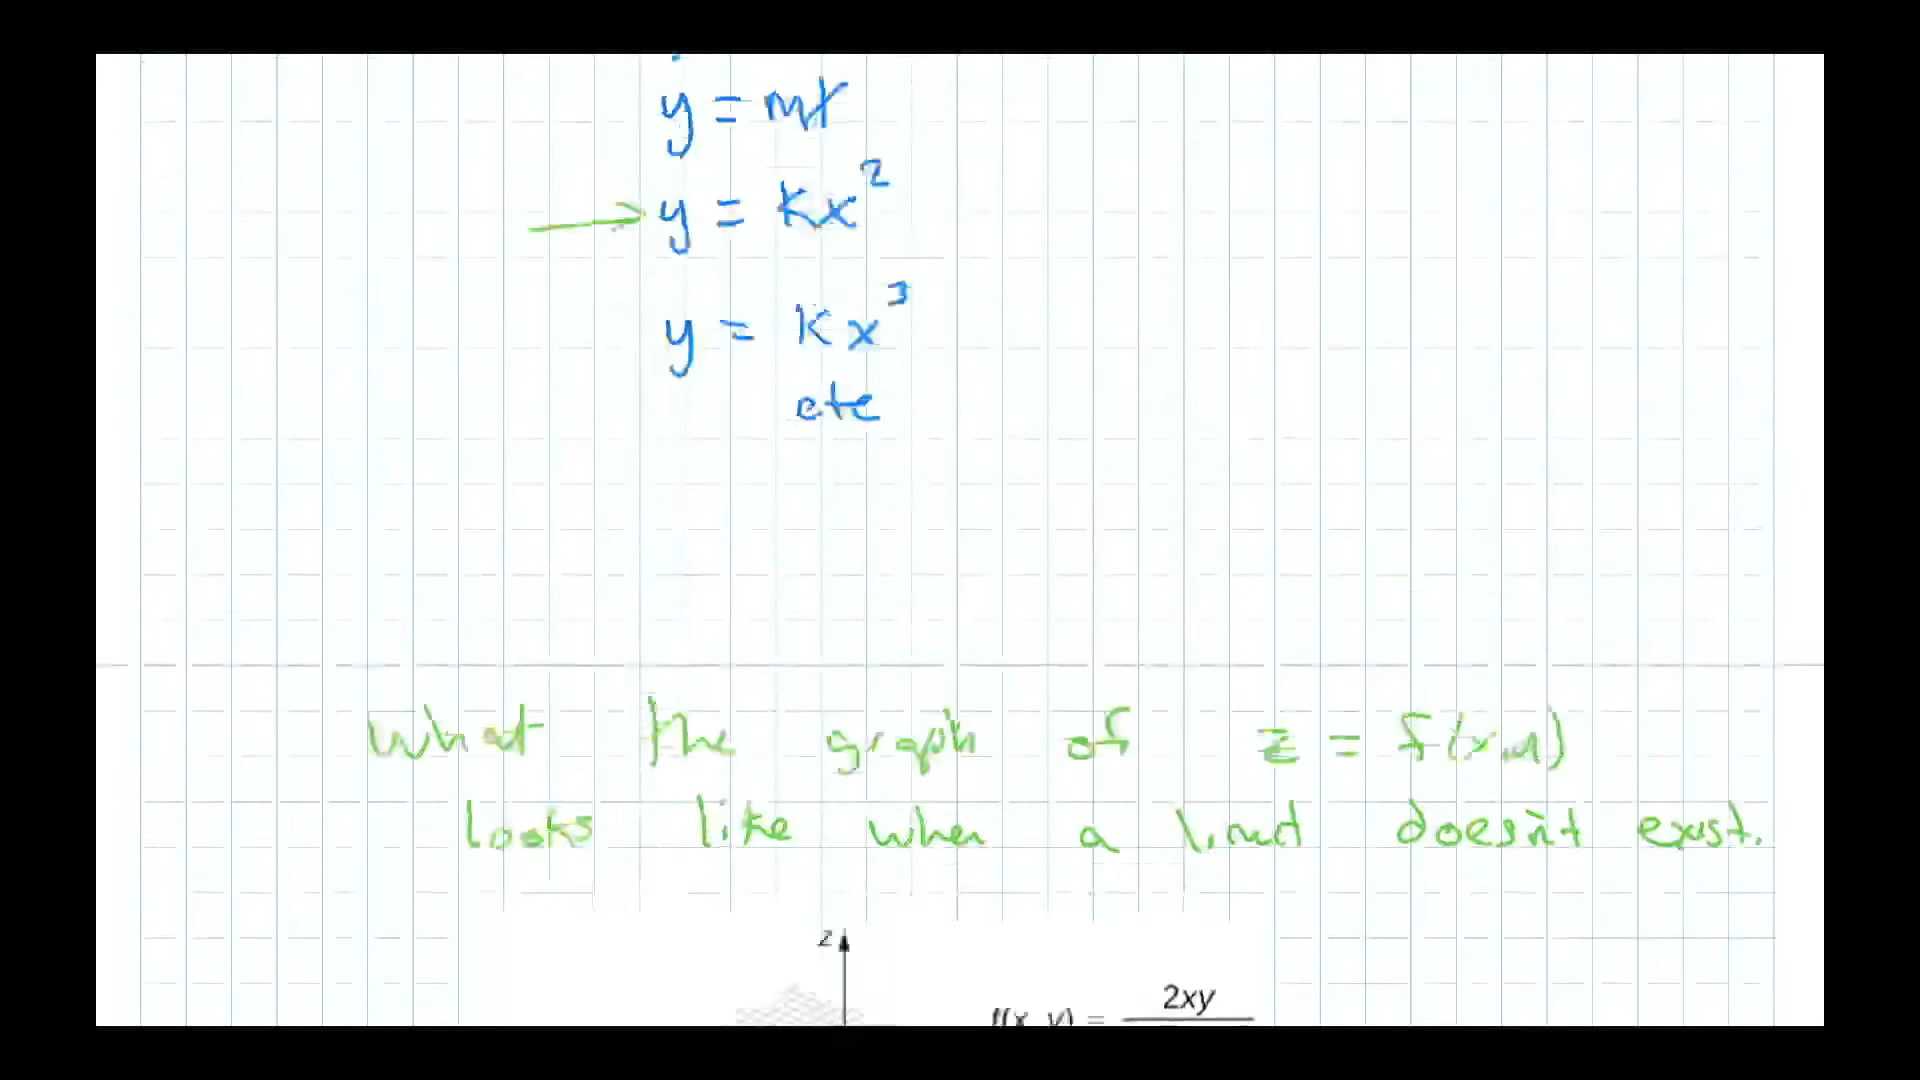 y = mx
y = kx²
y = kx³
etc
What the graph of z = f(x,y)
looks like when a limit doesn't exist.
z
f(x, y) = 2xy